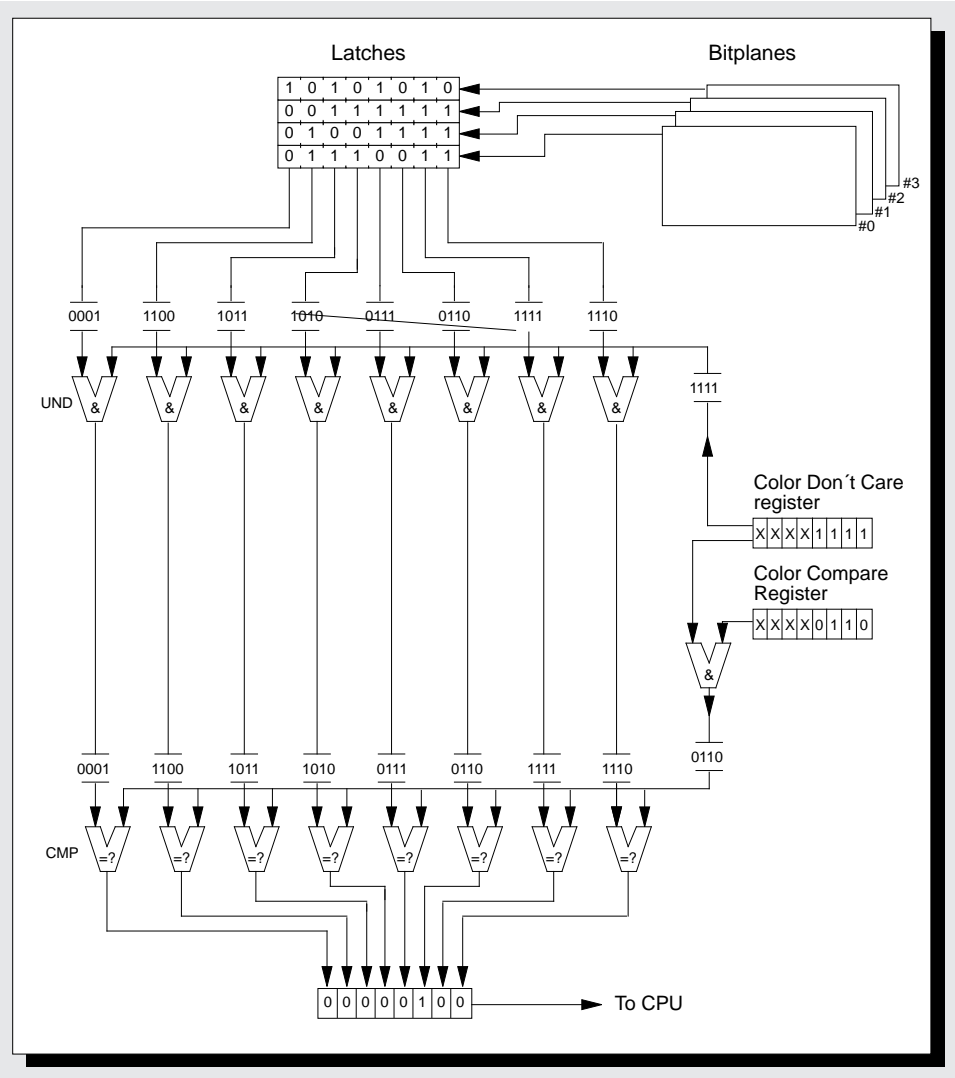 Latches
Bitplanes
1 0 1 0 1 0 1 0
0 0 1 1 1 1 1 1
0 1 0 0 1 1 1 1
0 1 1 1 0 0 1 1
#3
#2
#1
#0
0001 1100 1011 1010 0111 0110 1111 1110
1111
UND & & & & & & & &
Color Don´t Care
register
X X X X 1 1 1 1
Color Compare
Register
X X X X 0 1 1 0
&
0110
0001 1100 1011 1010 0111 0110 1111 1110
CMP =? =? =? =? =? =? =? =?
0 0 0 0 0 1 0 0
To CPU